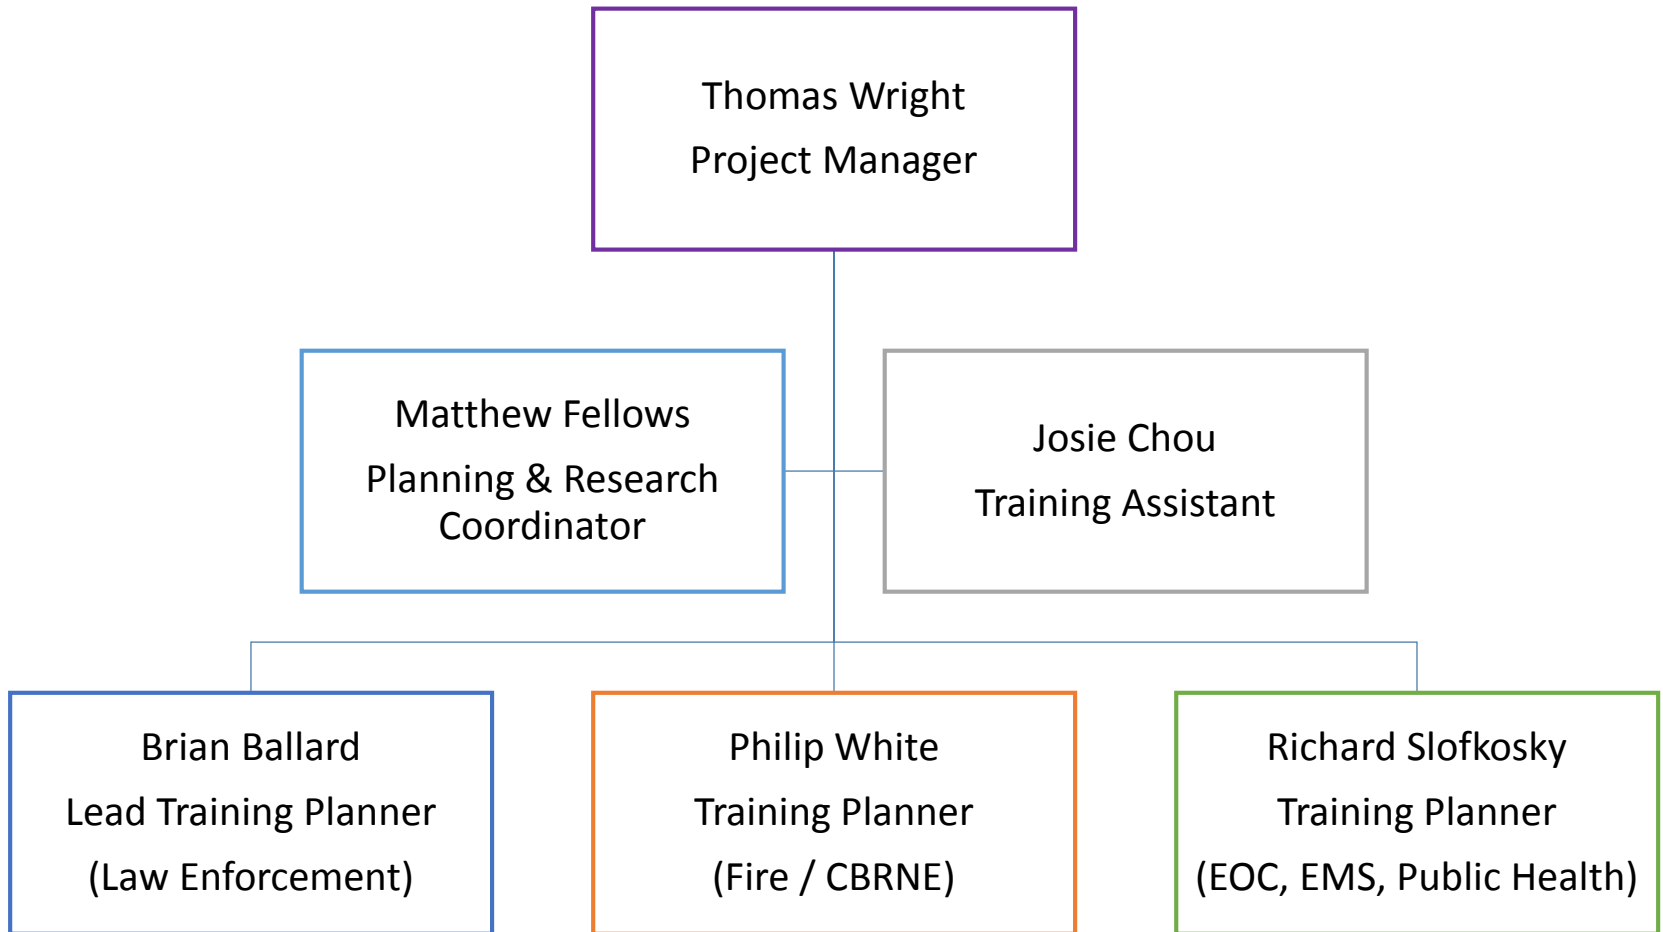 Thomas Wright
Project Manager
Matthew Fellows
Planning & Research
Coordinator
Josie Chou
Training Assistant
Brian Ballard
Lead Training Planner
(Law Enforcement)
Philip White
Training Planner
(Fire / CBRNE)
Richard Slofkosky
Training Planner
(EOC, EMS, Public Health)